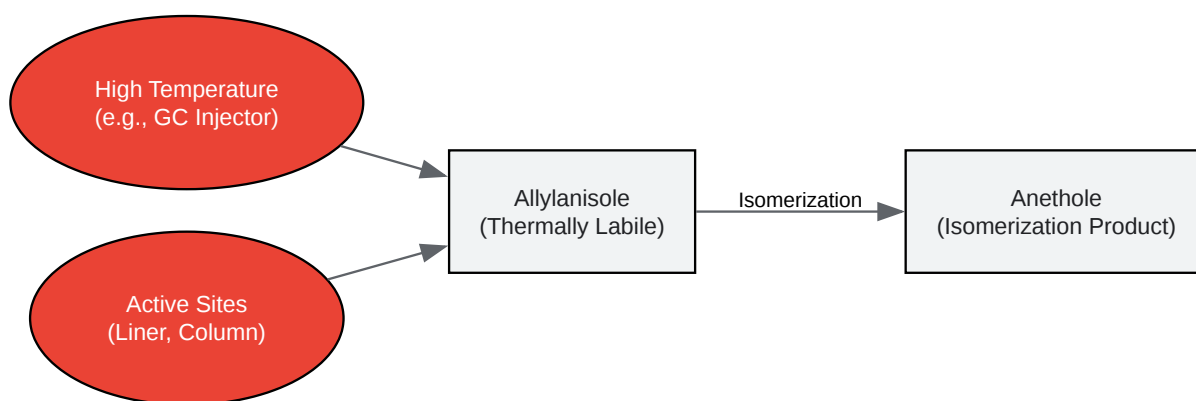 High Temperature
(e.g., GC Injector)
Allylanisole
(Thermally Labile)
Isomerization
Anethole
(Isomerization Product)
Active Sites
(Liner, Column)